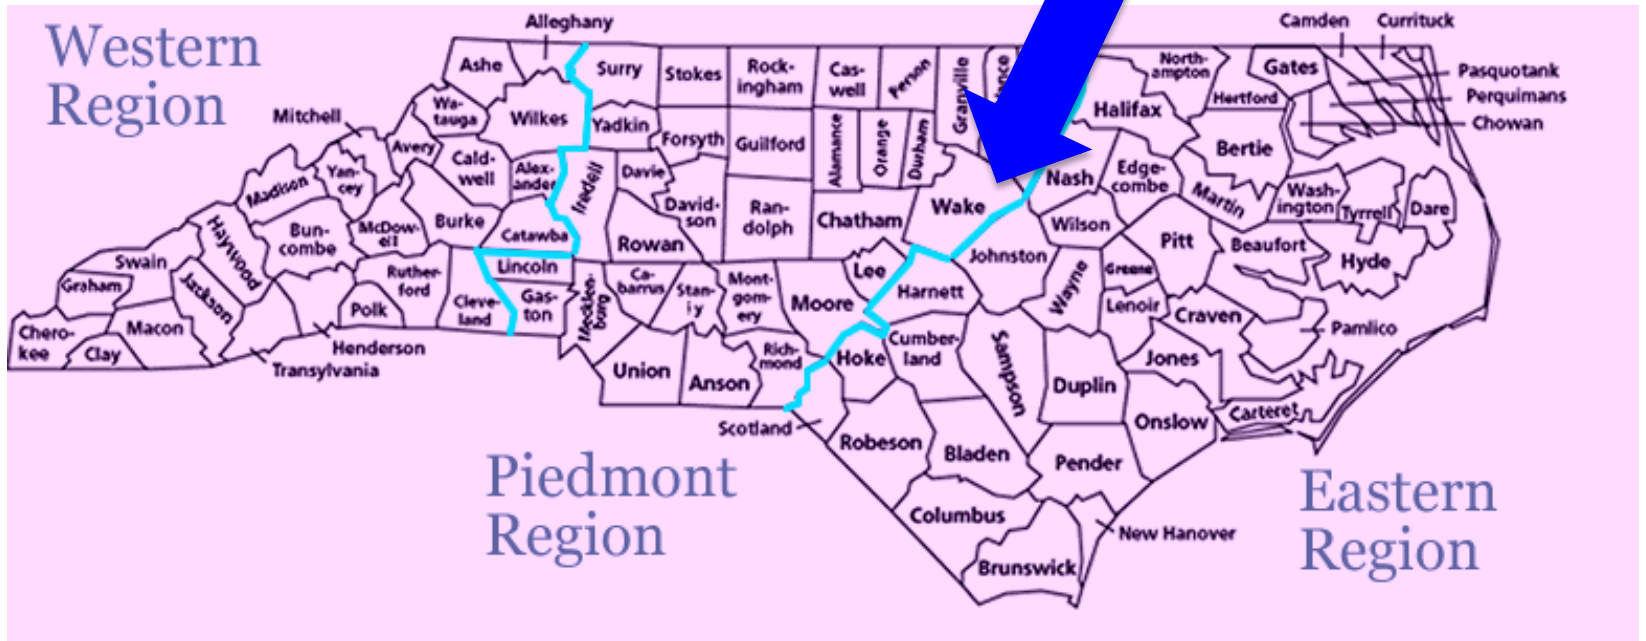 Western
Region
Alleghany
Camden
Currituck
Ashe
Surry
Stokes
Rock-
ingham
Cas-
well
Person
Granville
North-
ampton
Gates
Pasquotank
Perquimans
Chowan
Hertford
Halifax
Mitchell
Wa-
tauga
Wilkes
Yadkin
Forsyth
Guilford
Alamance
Orange
Durham
Bertie
Avery
Cald-
well
Alex-
ander
Iredell
Davie
Nash
Edge-
combe
Martin
Wash-
ington
Tyrrell
Dare
Madison
Yan-
cey
David-
son
Ran-
dolph
Chatham
Wake
Wilson
Haywood
Bun-
combe
McDow-
ell
Burke
Catawba
Rowan
Johnston
Pitt
Beaufort
Hyde
Swain
Graham
Jackson
Ruther-
ford
Lincoln
Ca-
barrus
Stan-
ly
Mont-
gom-
ery
Lee
Harnett
Wayne
Greene
Lenoir
Craven
Pamlico
Chero-
kee
Macon
Clay
Polk
Cleve-
land
Gas-
ton
Mecklen-
burg
Moore
Henderson
Transylvania
Union
Anson
Rich-
mond
Hoke
Cumber-
land
Sampson
Duplin
Jones
Onslow
Carteret
Scotland
Robeson
Bladen
Pender
Piedmont
Region
Columbus
Brunswick
New Hanover
Eastern
Region